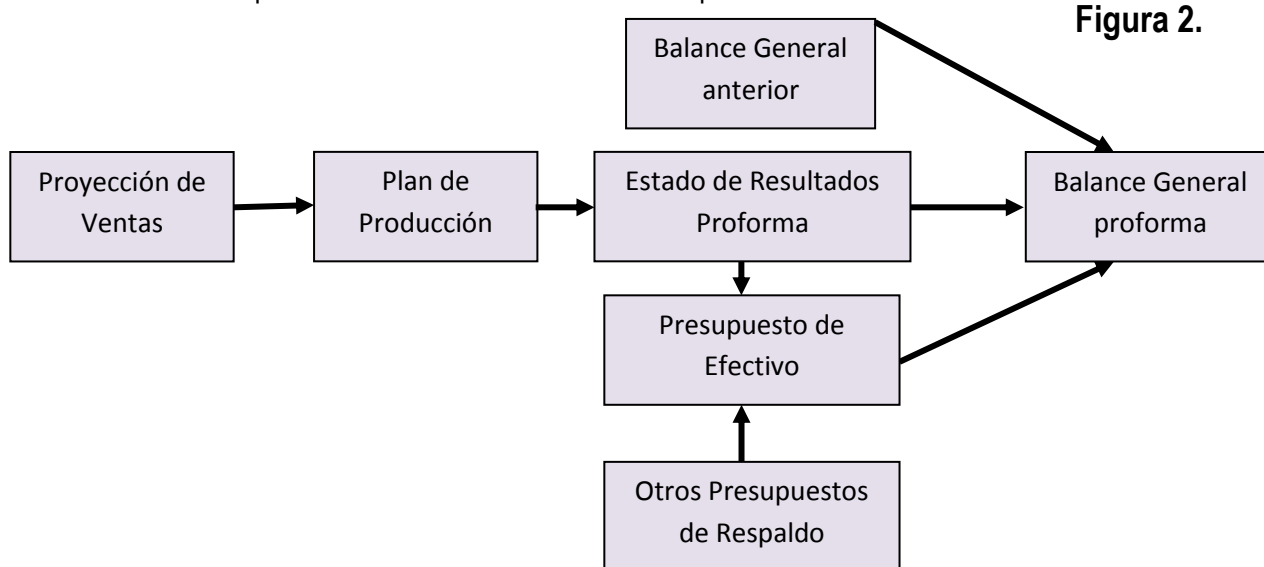 Figura 2.
Balance General
anterior
Proyección de
Ventas
Plan de
Producción
Estado de Resultados
Proforma
Balance General
proforma
Presupuesto de
Efectivo
Otros Presupuestos
de Respaldo